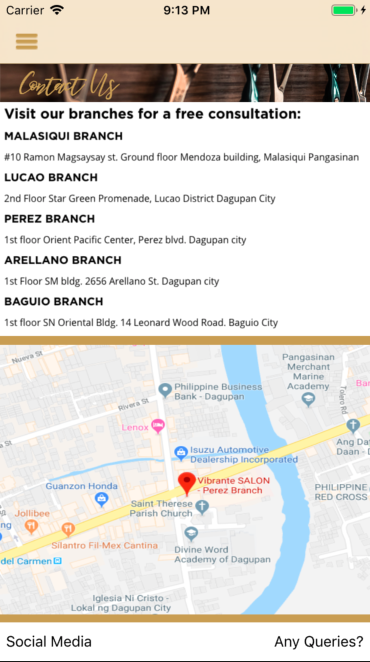 Carrier 9:13 PM
Contact Us
Visit our branches for a free consultation:
MALASIQUI BRANCH
#10 Ramon Magsaysay st. Ground floor Mendoza building, Malasiqui Pangasinan
LUCAO BRANCH
2nd Floor Star Green Promenade, Lucao District Dagupan City
PEREZ BRANCH
1st floor Orient Pacific Center, Perez blvd. Dagupan city
ARELLANO BRANCH
1st Floor SM bldg. 2656 Arellano St. Dagupan city
BAGUIO BRANCH
1st floor SN Oriental Bldg. 14 Leonard Wood Road. Baguio City
Nueva St
Pangasinan
Merchant
Marine
Academy
Philippine Business
Bank - Dagupan
Bar
Tolero Rd
Rivera St
Lenox
Ang Da
Daan - D
Isuzu Automotive
Dealership Incorporated
Vibrante SALON
- Perez Branch
Guanzon Honda
PHILIPPINE
RED CROSS
Saint Therese
Parish Church
Jollibee
ng
Silantro Fil-Mex Cantina
Divine Word
Academy of Dagupan
del Carmen
Iglesia Ni Cristo -
Lokal ng Dagupan City
Social Media Any Queries?